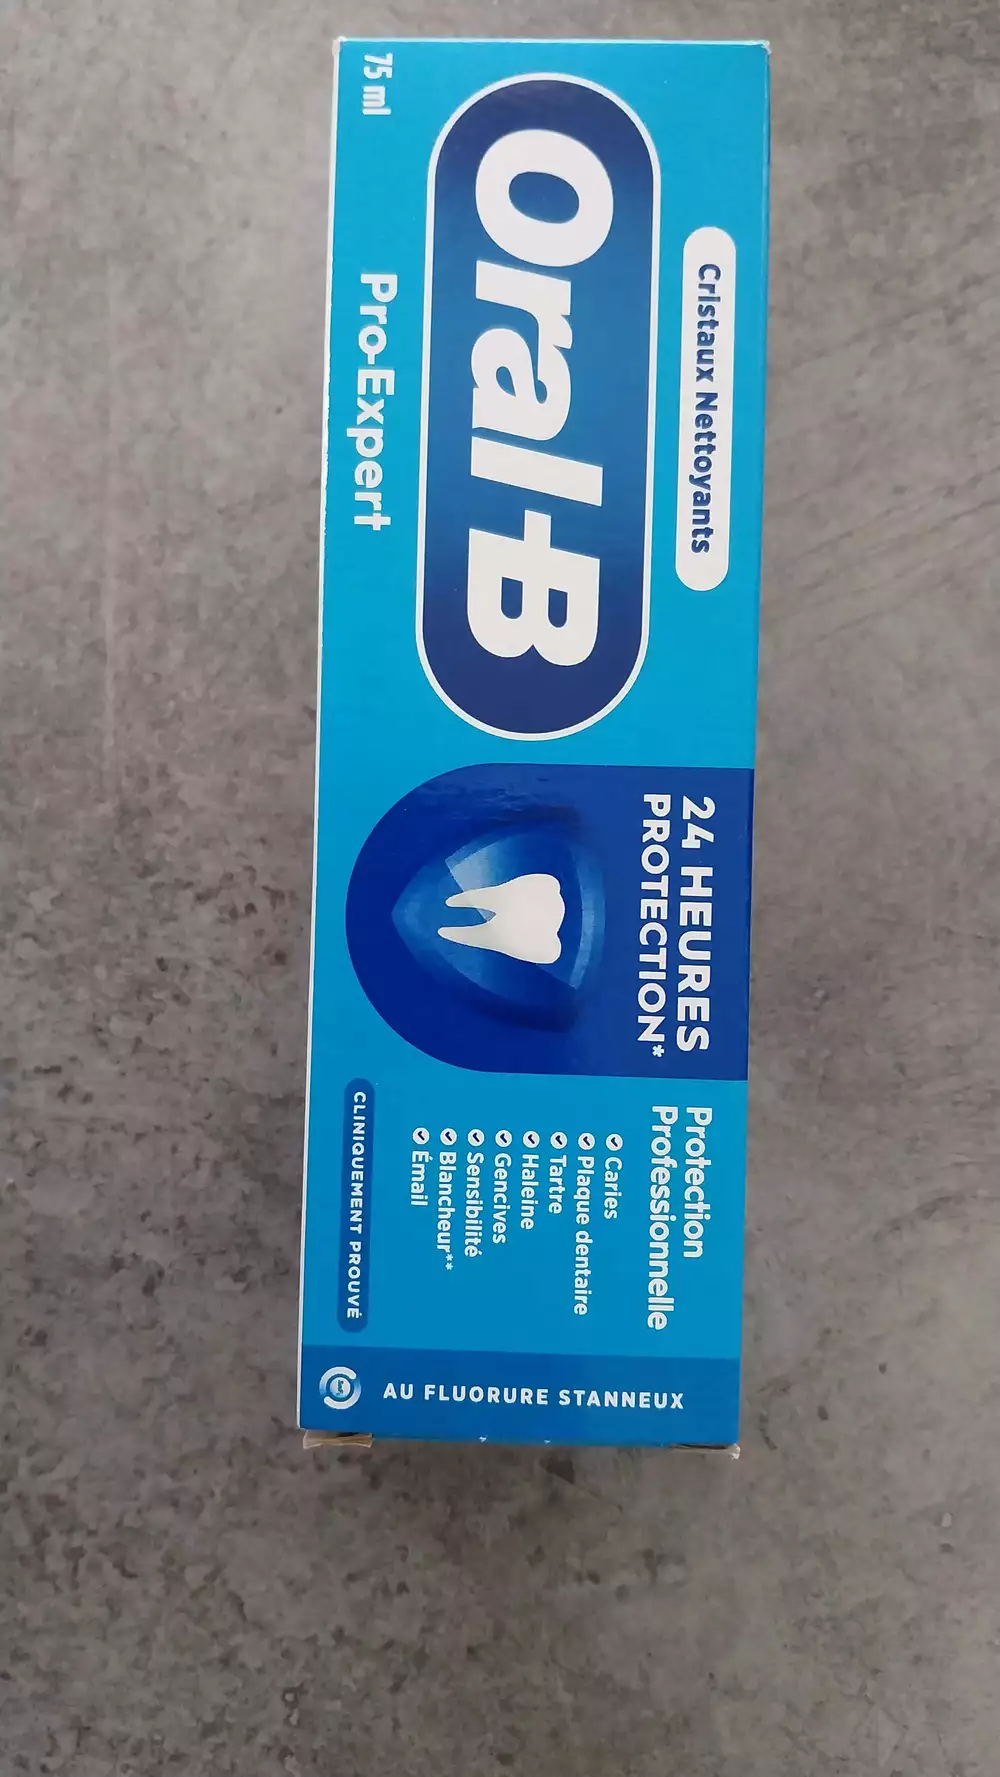 Cristaux Nettoyants
Oral-B
75 ml
Pro-Expert
24 HEURES
PROTECTION*
Protection
Professionnelle
Caries
Plaque dentaire
Tartre
Haleine
Gencives
Sensibilité
Blancheur**
Émail
CLINIQUEMENT PROUVÉ
AU FLUORURE STANNEUX